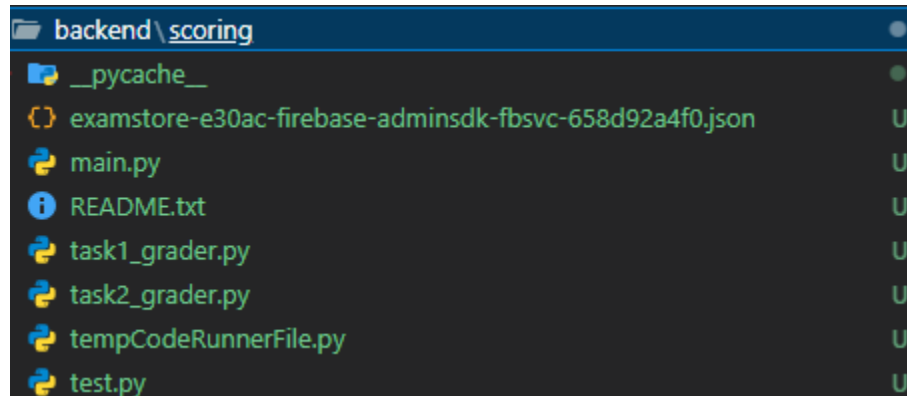 backend\scoring
__pycache__
{} examstore-e30ac-firebase-adminsdk-fbsvc-658d92a4f0.json U
main.py U
README.txt U
task1_grader.py U
task2_grader.py U
tempCodeRunnerFile.py U
test.py U